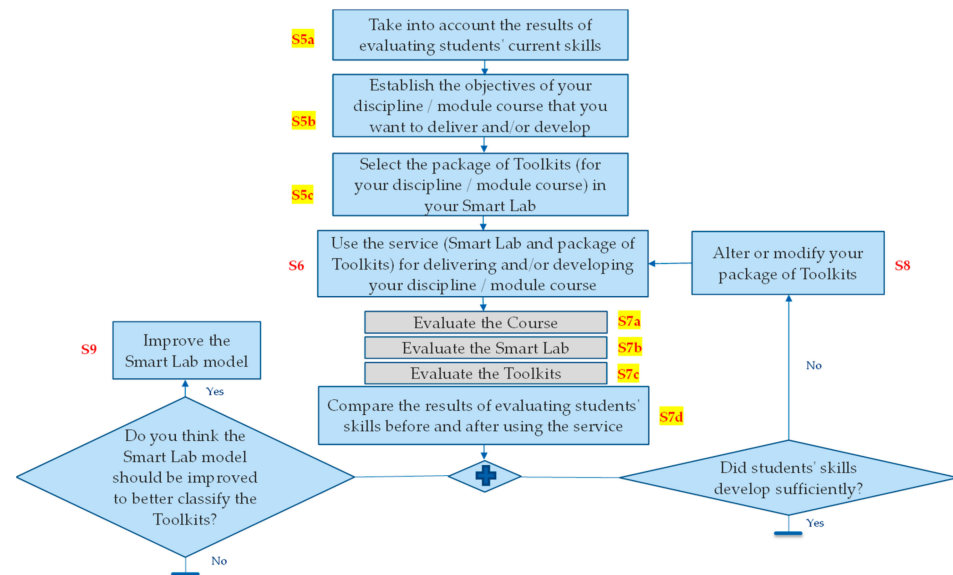 S5a
Take into account the results of
evaluating students' current skills
S5b
Establish the objectives of your
discipline / module course that you
want to deliver and/or develop
S5c
Select the package of Toolkits (for
your discipline / module course) in
your Smart Lab
S6
Use the service (Smart Lab and package of
Toolkits) for delivering and/or developing
your discipline / module course
Alter or modify your
package of Toolkits
S8
Evaluate the Course
S7a
Evaluate the Smart Lab
S7b
Evaluate the Toolkits
S7c
S9
Improve the
Smart Lab model
Compare the results of evaluating students'
skills before and after using the service
S7d
Yes
No
Do you think the
Smart Lab model
should be improved
to better classify the
Toolkits?
No
Did students' skills
develop sufficiently?
Yes